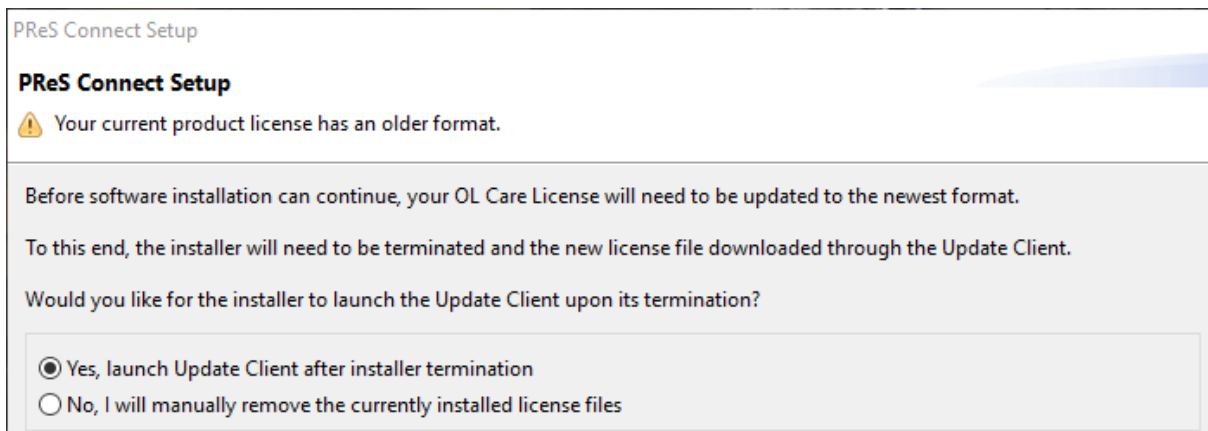 PReS Connect Setup
PReS Connect Setup
Your current product license has an older format.
Before software installation can continue, your OL Care License will need to be updated to the newest format.
To this end, the installer will need to be terminated and the new license file downloaded through the Update Client.
Would you like for the installer to launch the Update Client upon its termination?
Yes, launch Update Client after installer termination
No, I will manually remove the currently installed license files